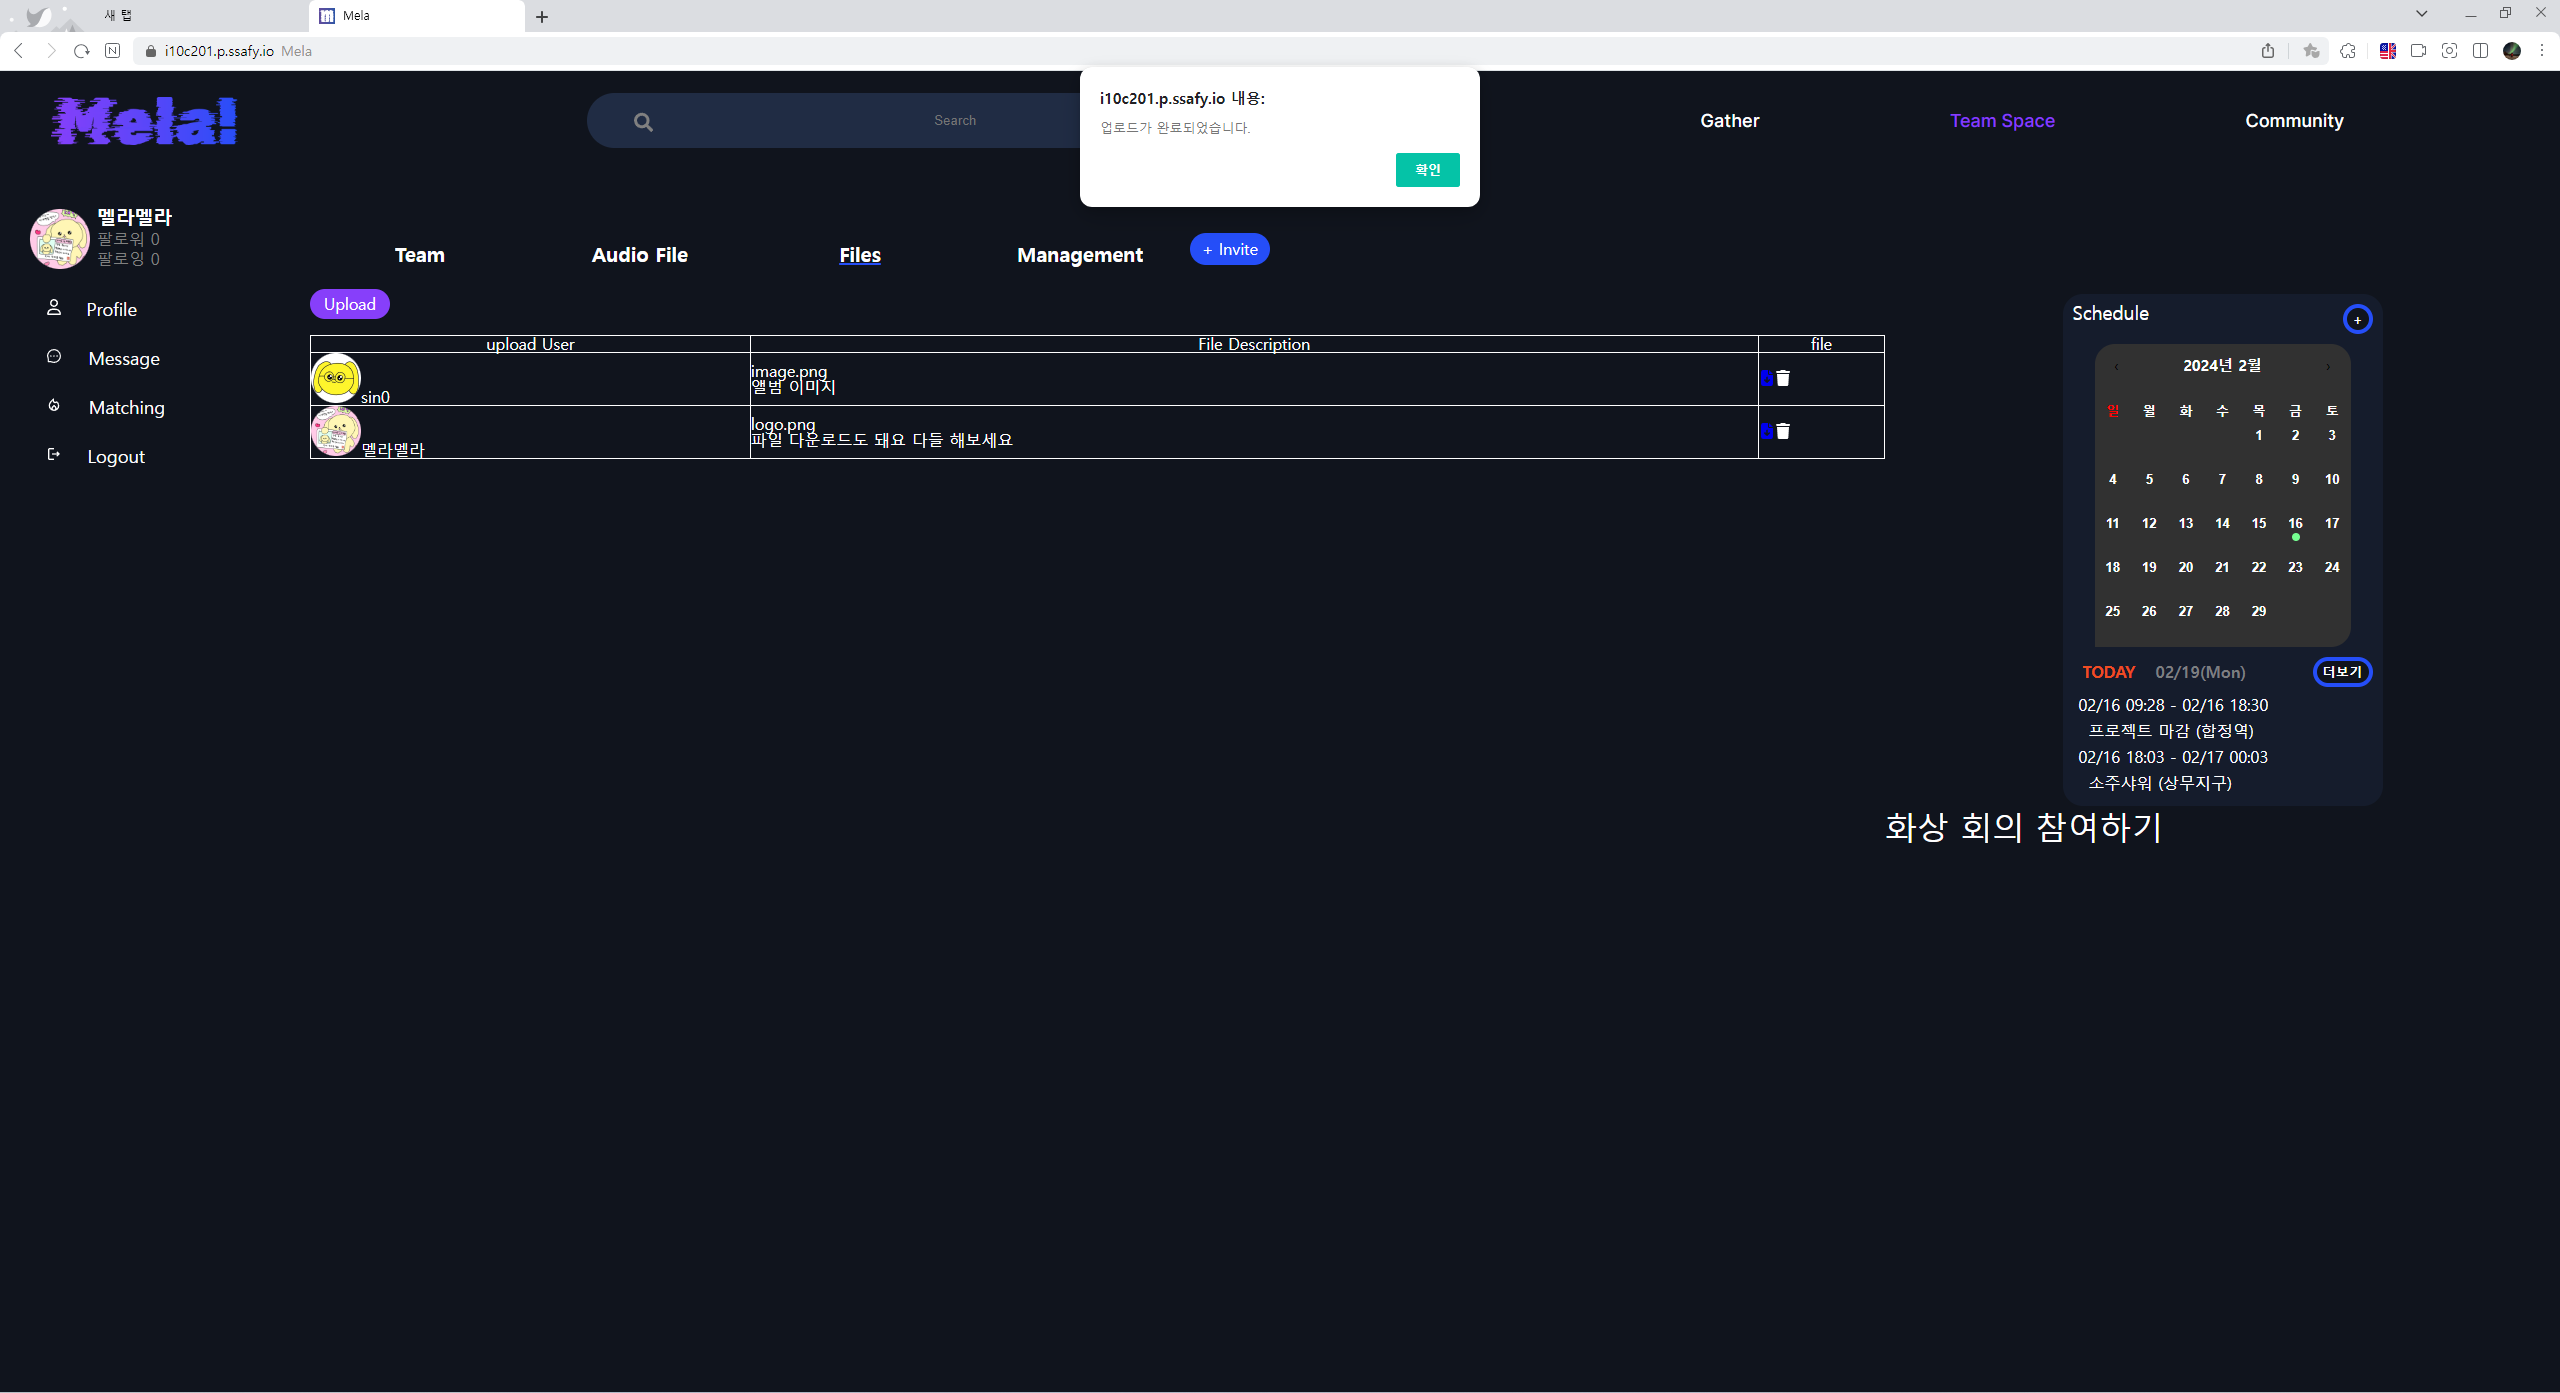 새 탭
Mela
i10c201.p.ssafy.io Mela
Mela!
Search
i10c201.p.ssafy.io 내용:
업로드가 완료되었습니다.
확인
Gather
Team Space
Community
멜라멜라
팔로워 0
팔로잉 0
Profile
Message
Matching
Logout
Team
Audio File
Files
Management
+ Invite
Upload
upload User
File Description
file
sin0
image.png
앨범 이미지
멜라멜라
logo.png
파일 다운로드도 돼요 다들 해보세요
Schedule
+
‹ 2024년 2월 ›
일 월 화 수 목 금 토
1 2 3
4 5 6 7 8 9 10
11 12 13 14 15 16 17
18 19 20 21 22 23 24
25 26 27 28 29
TODAY 02/19(Mon) 더보기
02/16 09:28 - 02/16 18:30
프로젝트 마감 (합정역)
02/16 18:03 - 02/17 00:03
소주샤워 (상무지구)
화상 회의 참여하기